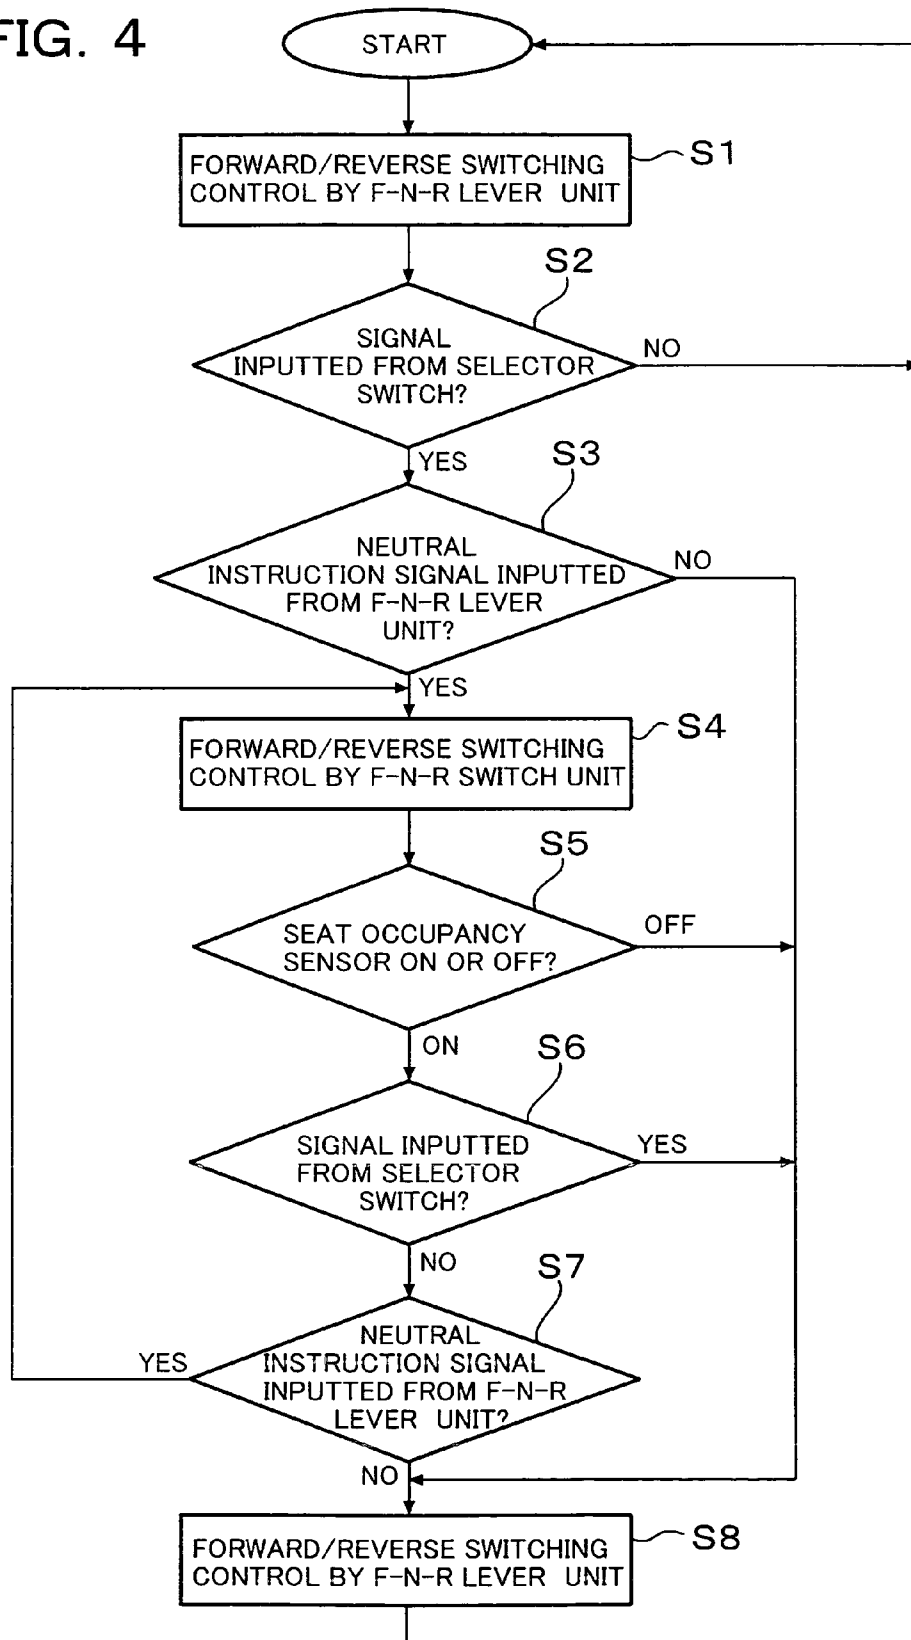 FIG. 4
START
FORWARD/REVERSE SWITCHING
CONTROL BY F-N-R LEVER UNIT
S1
S2
SIGNAL
INPUTTED FROM SELECTOR
SWITCH?
NO
YES
S3
NEUTRAL
INSTRUCTION SIGNAL INPUTTED
FROM F-N-R LEVER
UNIT?
NO
YES
FORWARD/REVERSE SWITCHING
CONTROL BY F-N-R SWITCH UNIT
S4
S5
SEAT OCCUPANCY
SENSOR ON OR OFF?
OFF
ON
S6
SIGNAL INPUTTED
FROM SELECTOR
SWITCH?
YES
NO
S7
NEUTRAL
INSTRUCTION SIGNAL
INPUTTED FROM F-N-R
LEVER UNIT?
YES
NO
FORWARD/REVERSE SWITCHING
CONTROL BY F-N-R LEVER UNIT
S8